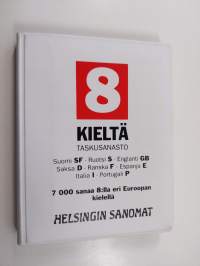 8
KIELTÄ
TASKUSANASTO
Suomi SF · Ruotsi S · Englanti GB
Saksa D · Ranska F · Espanja E
Italia I · Portugali P
7 000 sanaa 8:lla eri Euroopan
kielellä
HELSINGIN SANOMAT